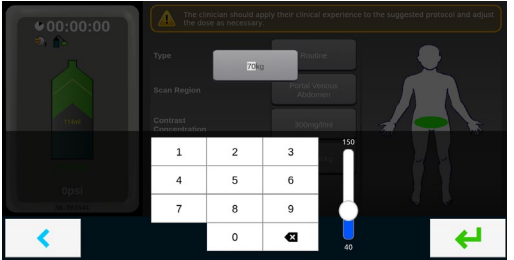 00:00:00
The clinician should apply their clinical experience to the suggested protocol and adjust
the dose as necessary.
Type
Routine
70kg
Scan Region
Portal Venous
Abdomen
Contrast
Concentration
300mg/ml
0psi
1
2
3
4
5
6
7
8
9
0
150
40